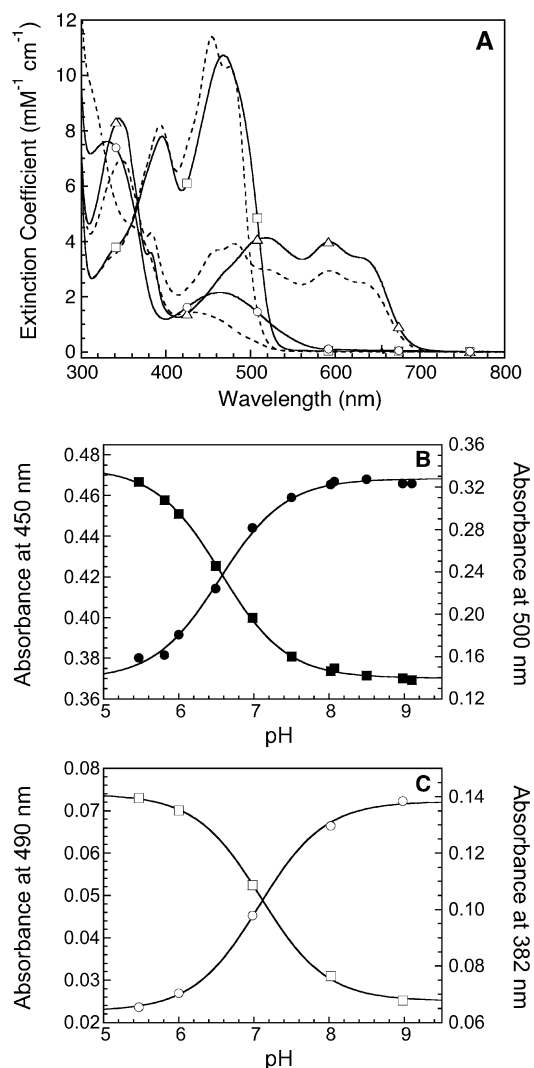 A
12
10
8
6
4
2
0
Extinction Coefficient (mM⁻¹ cm⁻¹)
300 400 500 600 700 800
Wavelength (nm)
B
0.48
0.46
0.44
0.42
0.40
0.38
0.36
Absorbance at 450 nm
0.36
0.32
0.28
0.24
0.20
0.16
0.12
Absorbance at 500 nm
5 6 7 8 9
pH
C
0.08
0.07
0.06
0.05
0.04
0.03
0.02
Absorbance at 490 nm
0.14
0.12
0.10
0.08
0.06
Absorbance at 382 nm
5 6 7 8 9
pH